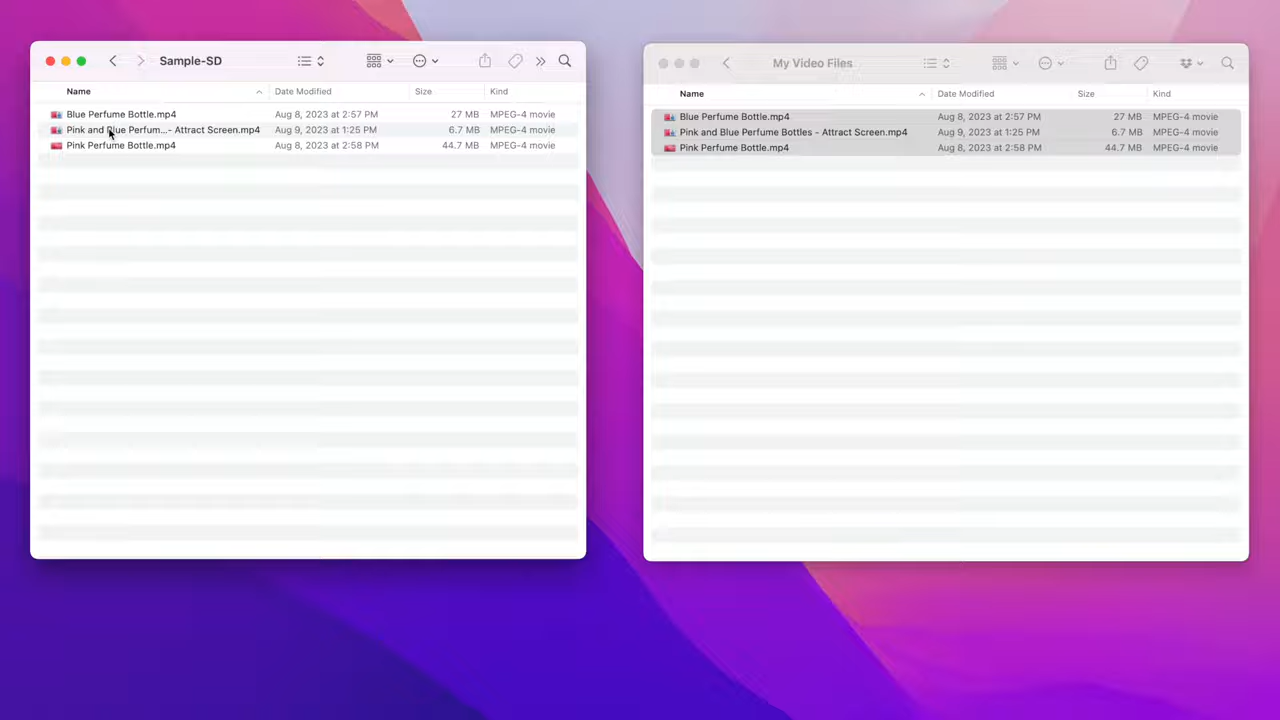 Sample-SD
Name Date Modified Size Kind
Blue Perfume Bottle.mp4 Aug 8, 2023 at 2:57 PM 27 MB MPEG-4 movie
Pink and Blue Perfum...- Attract Screen.mp4 Aug 9, 2023 at 1:25 PM 6.7 MB MPEG-4 movie
Pink Perfume Bottle.mp4 Aug 8, 2023 at 2:58 PM 44.7 MB MPEG-4 movie
My Video Files
Name Date Modified Size Kind
Blue Perfume Bottle.mp4 Aug 8, 2023 at 2:57 PM 27 MB MPEG-4 movie
Pink and Blue Perfume Bottles - Attract Screen.mp4 Aug 9, 2023 at 1:25 PM 6.7 MB MPEG-4 movie
Pink Perfume Bottle.mp4 Aug 8, 2023 at 2:58 PM 44.7 MB MPEG-4 movie